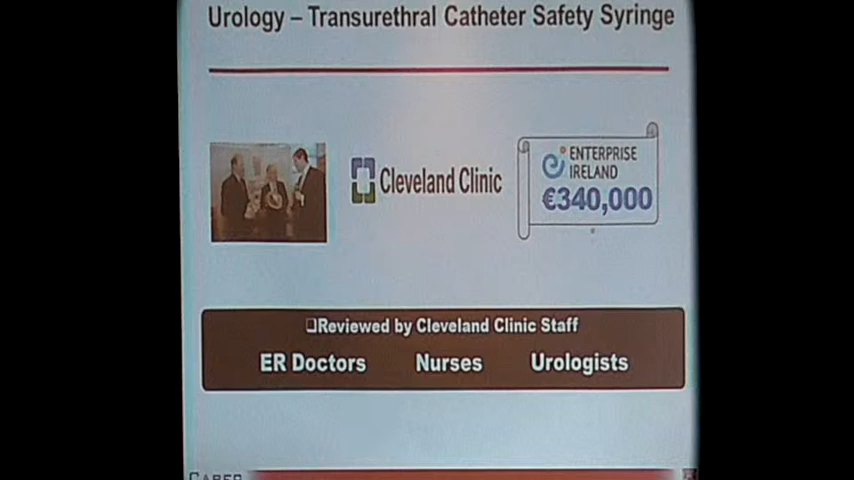 Urology – Transurethral Catheter Safety Syringe
Cleveland Clinic
ENTERPRISE
IRELAND
€340,000
❑Reviewed by Cleveland Clinic Staff
ER Doctors Nurses Urologists